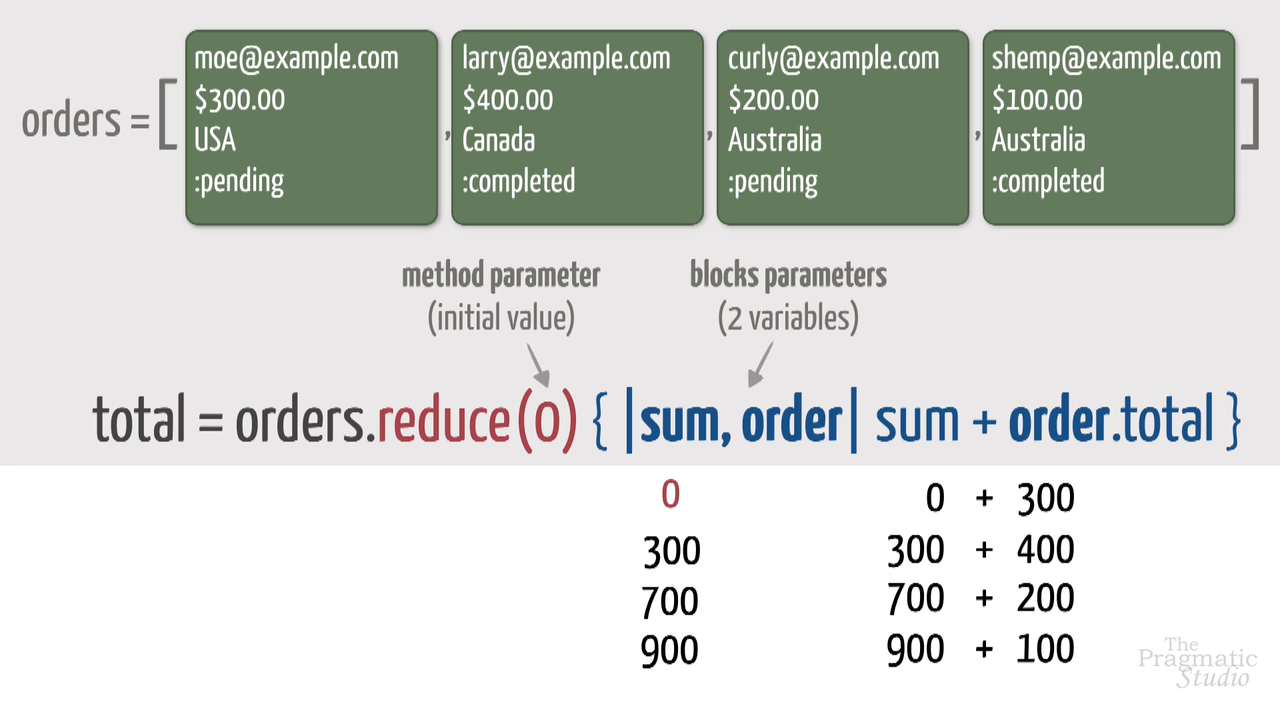 orders = [
moe@example.com
$300.00
USA
:pending
,
larry@example.com
$400.00
Canada
:completed
,
curly@example.com
$200.00
Australia
:pending
,
shemp@example.com
$100.00
Australia
:completed
]
method parameter
(initial value)
blocks parameters
(2 variables)
total = orders.reduce(0) { |sum, order| sum + order.total }
0 0 + 300
300 300 + 400
700 700 + 200
900 900 + 100
The
Pragmatic
Studio